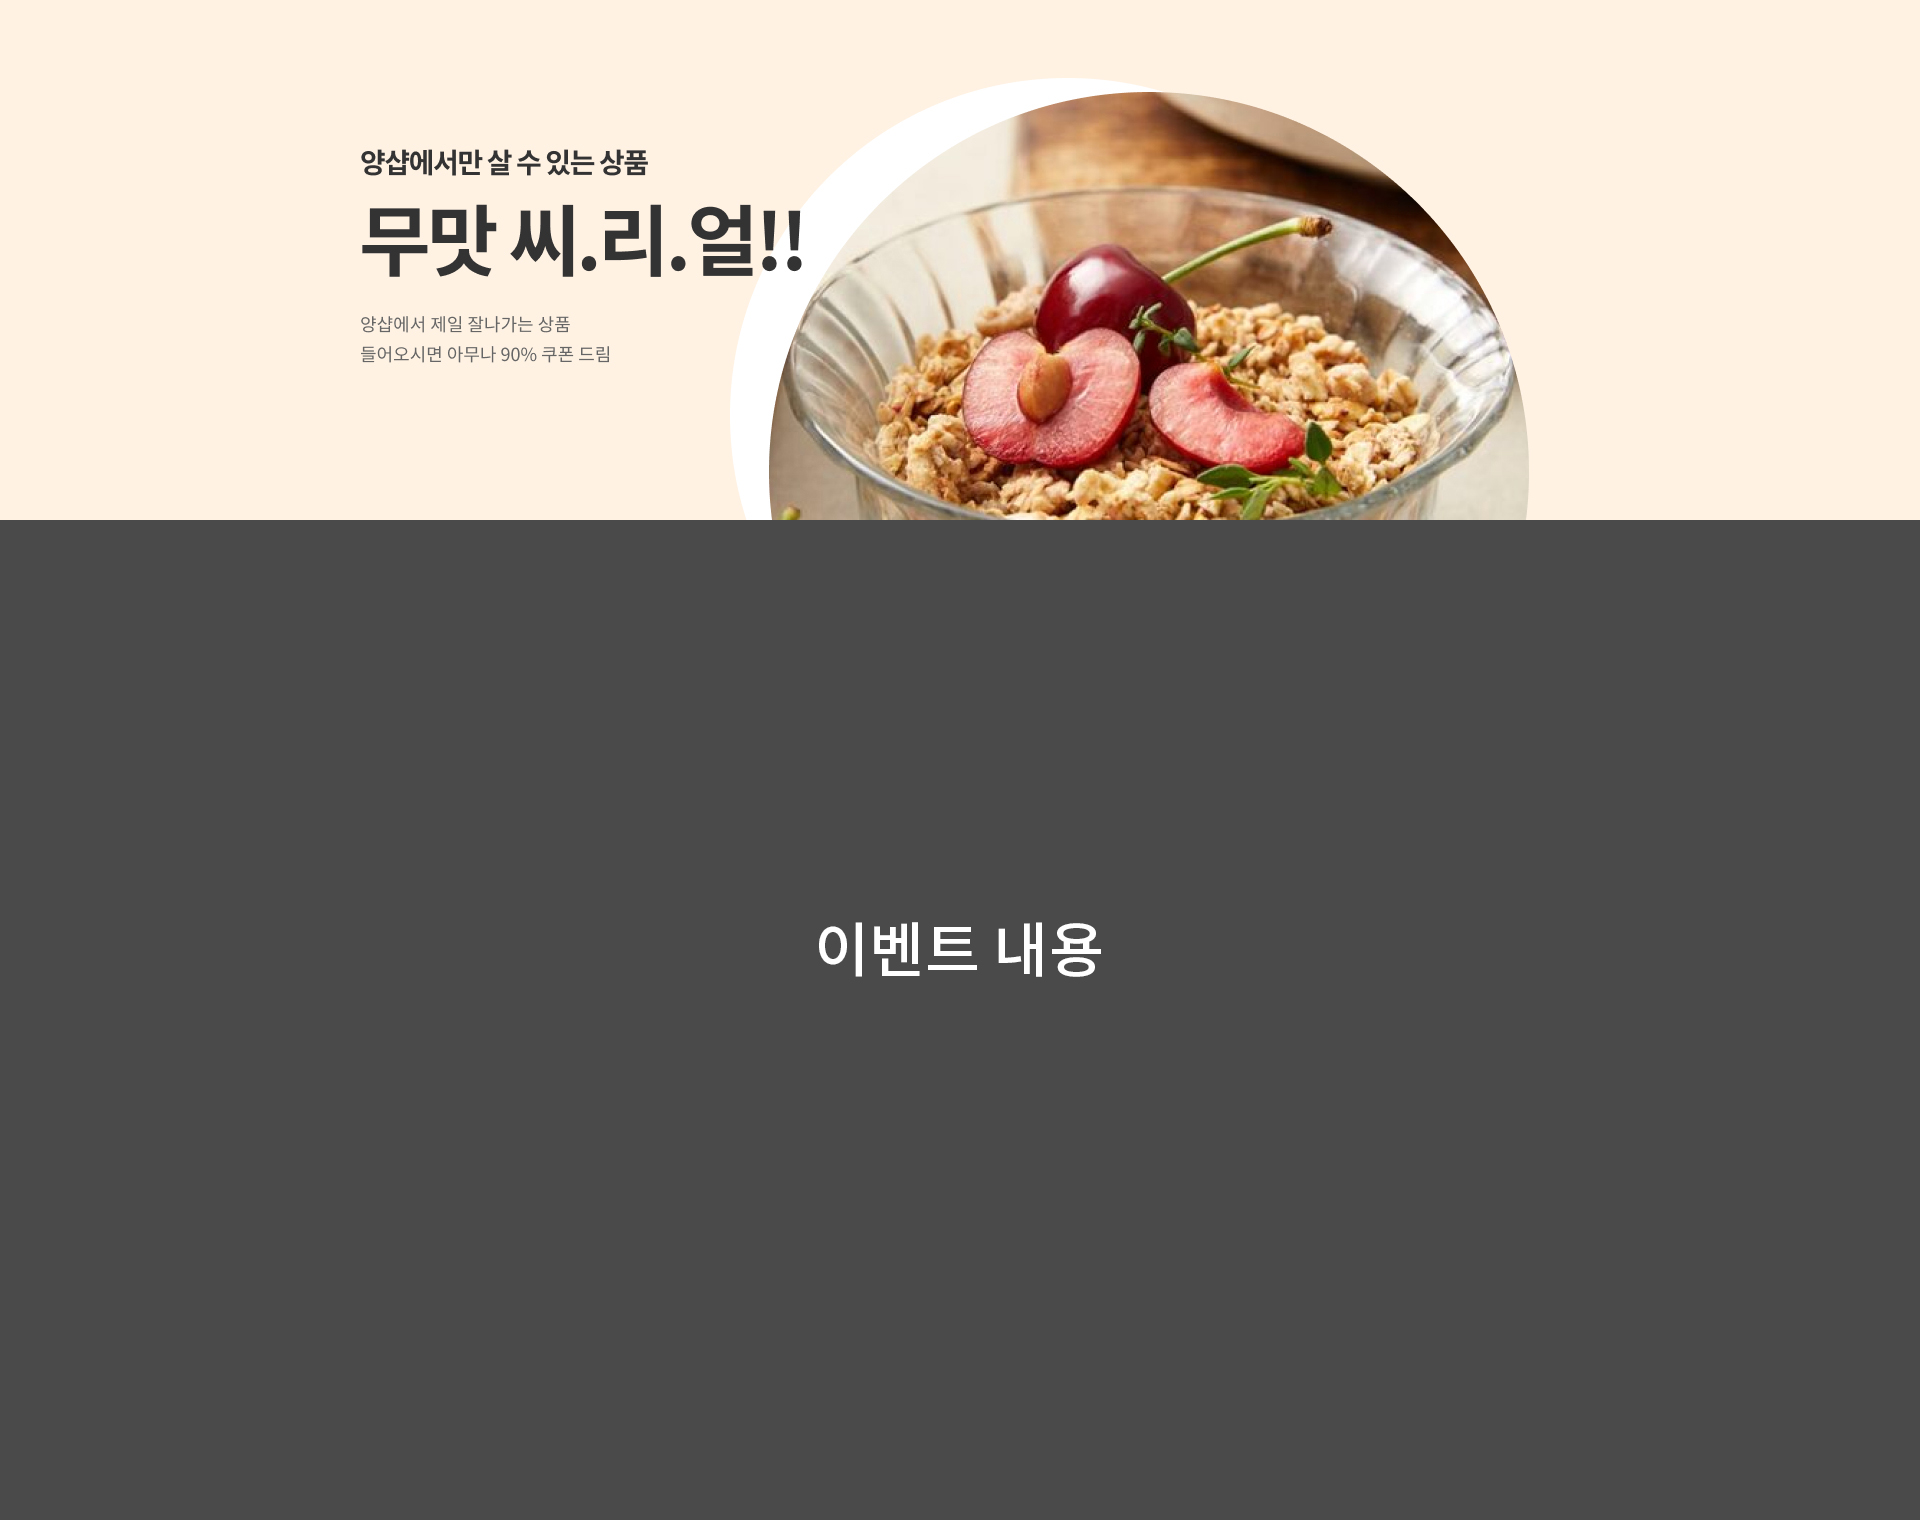 양샵에서만 살 수 있는 상품
무맛 씨.리.얼!!
양샵에서 제일 잘나가는 상품
들어오시면 아무나 90% 쿠폰 드림
이벤트 내용